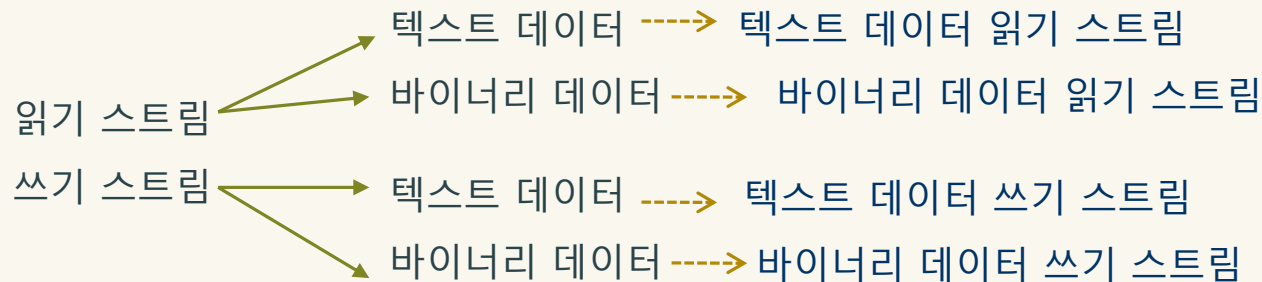 텍스트 데이터 텍스트 데이터 읽기 스트림
바이너리 데이터 바이너리 데이터 읽기 스트림
읽기 스트림
쓰기 스트림
텍스트 데이터 텍스트 데이터 쓰기 스트림
바이너리 데이터 바이너리 데이터 쓰기 스트림